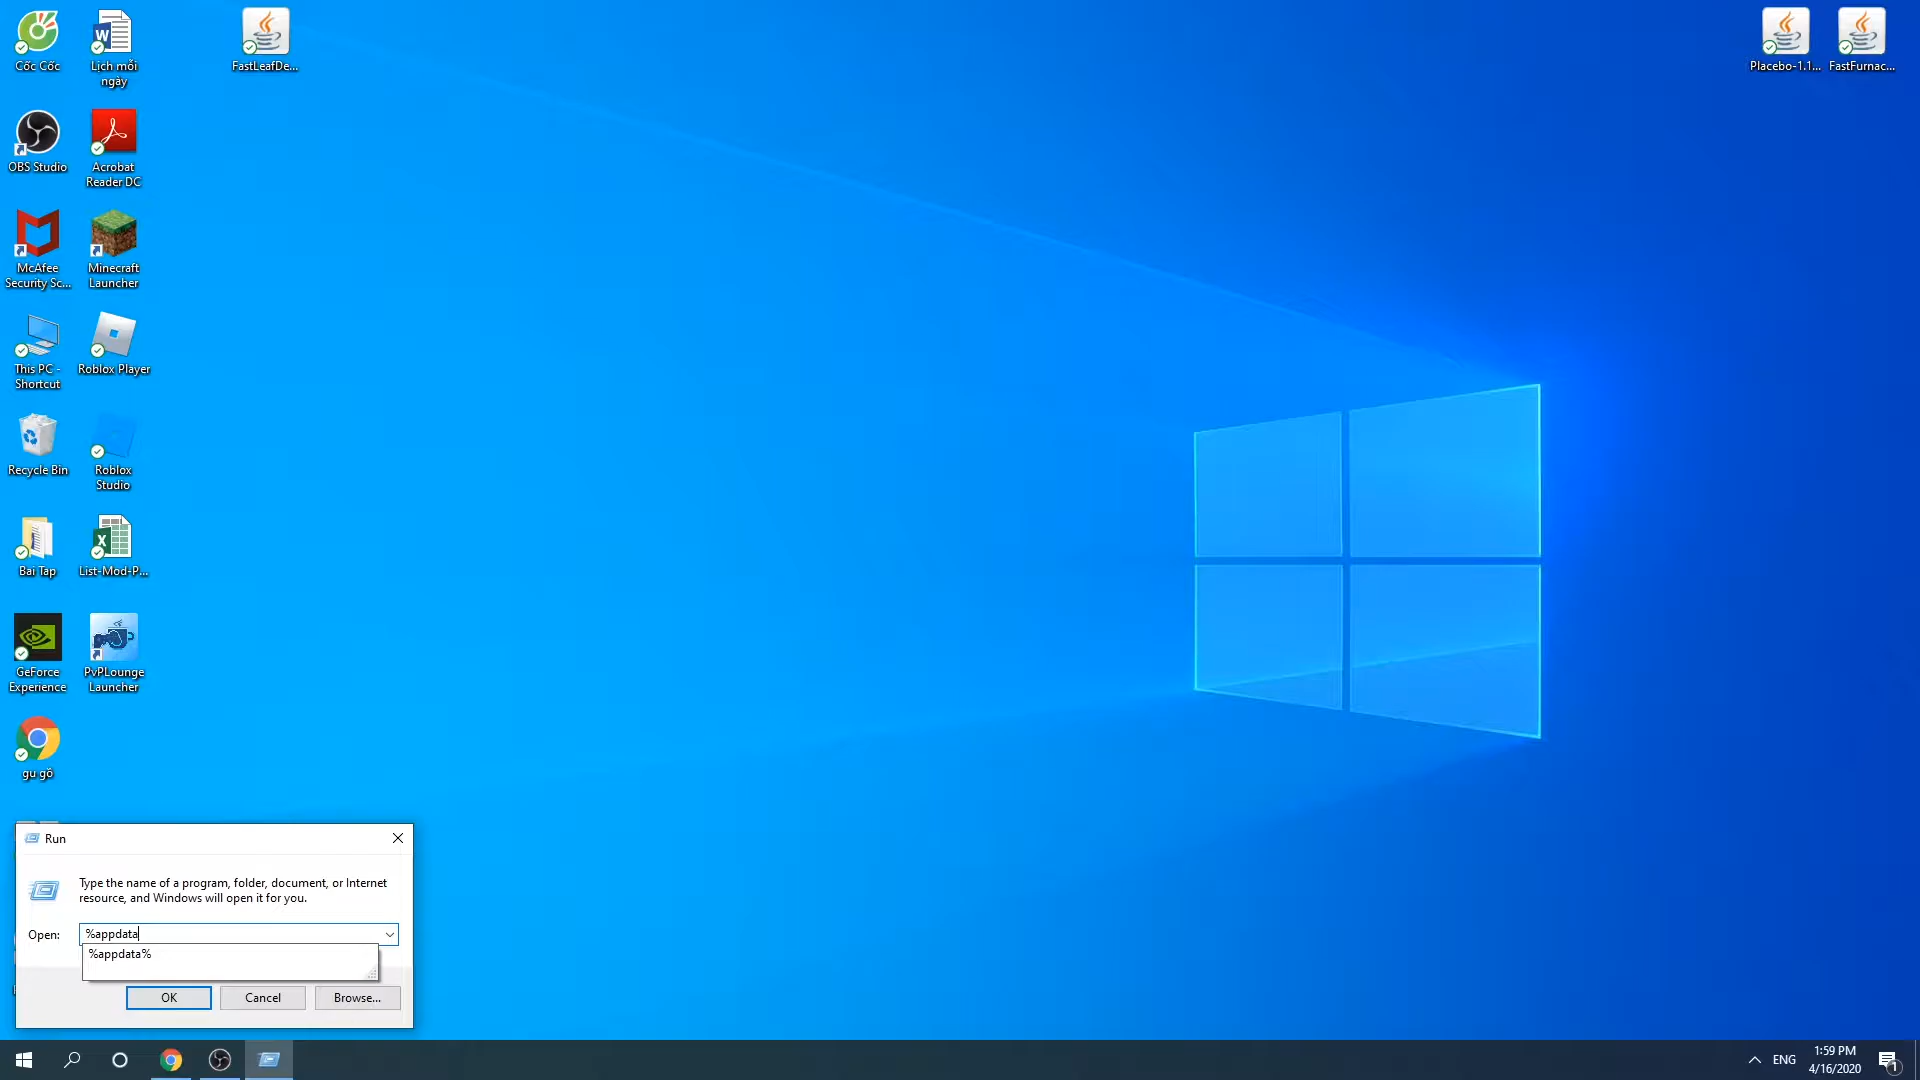 Cốc Cốc
Lịch mỗi
ngày
FastLeafDe...
Placebo-1.1...
FastFurnac...
OBS Studio
Acrobat
Reader DC
McAfee
Security Sc...
Minecraft
Launcher
This PC -
Shortcut
Roblox Player
Recycle Bin
Roblox
Studio
Bai Tap
List-Mod-P...
GeForce
Experience
PvPLounge
Launcher
gu gồ
Run
Type the name of a program, folder, document, or Internet
resource, and Windows will open it for you.
Open:
%appdata
%appdata%
OK
Cancel
Browse...
ENG
1:59 PM
4/16/2020
1